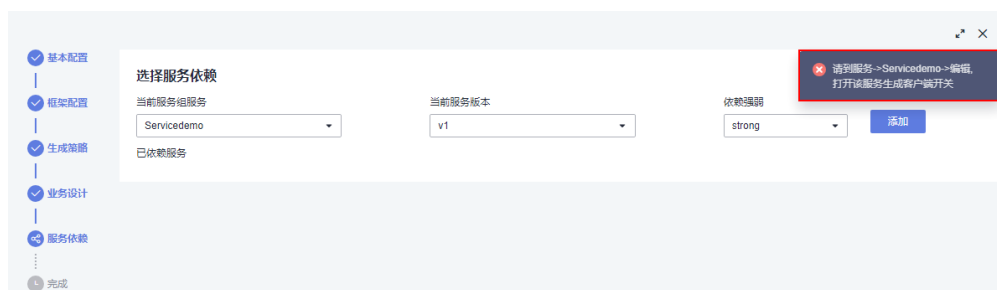 基本配置
框架配置
生成策略
业务设计
服务依赖
完成
选择服务依赖
请到服务->Servicedemo->编辑,
打开该服务生成客户端开关
当前服务组服务
当前服务版本
依赖强弱
Servicedemo
v1
strong
添加
已依赖服务